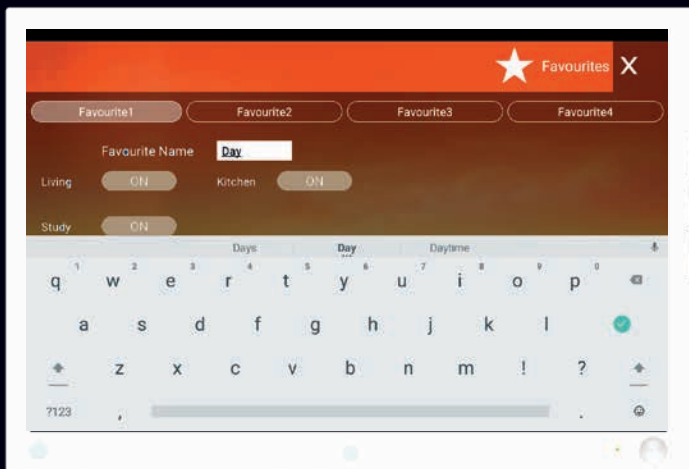 Favourites X
Favourite1 Favourite2 Favourite3 Favourite4
Favourite Name Day
Living ON Kitchen ON
Study ON
Days Day Daytime
1 2 3 4 5 6 7 8 9 0
q w e r t y u i o p
a s d f g h j k l
z x c v b n m ! ?
?123 , .